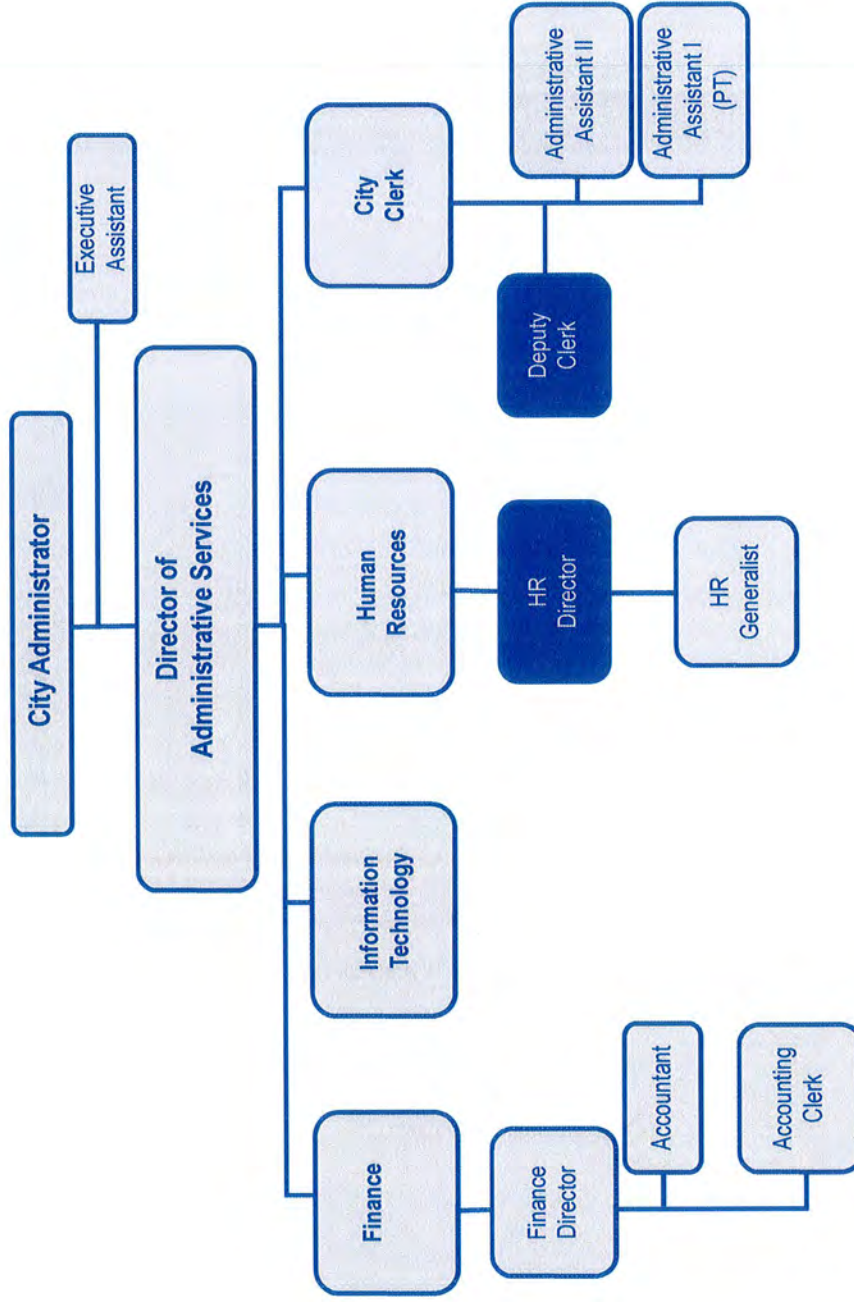 City Administrator
Executive
Assistant
Director of
Administrative Services
Finance
Information
Technology
Human
Resources
City
Clerk
Finance
Director
HR
Director
Deputy
Clerk
Administrative
Assistant II
Administrative
Assistant I
(PT)
Accountant
Accounting
Clerk
HR
Generalist